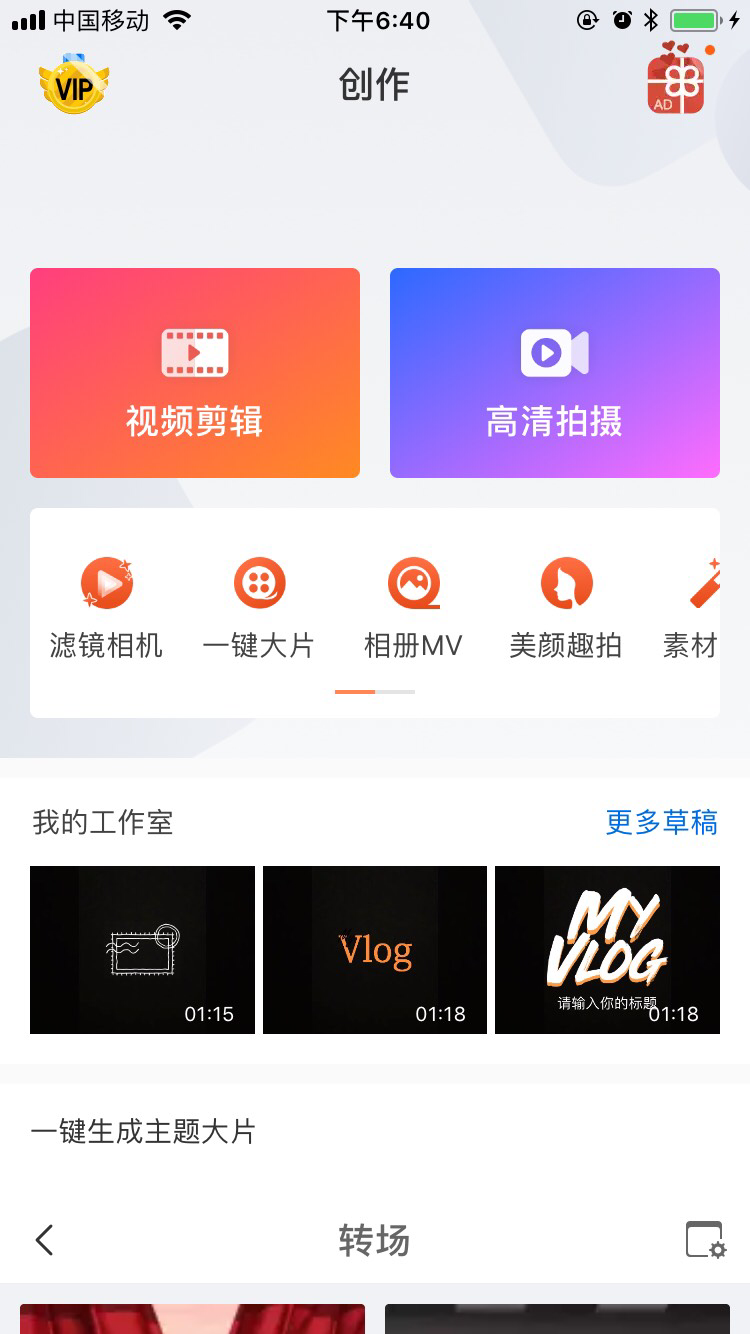 中国移动 下午6:40
VIP 创作 AD
视频剪辑 高清拍摄
滤镜相机 一键大片 相册MV 美颜趣拍 素材
我的工作室 更多草稿
Vlog
MY
VLOG
请输入你的标题
01:15 01:18 01:18
一键生成主题大片
转场